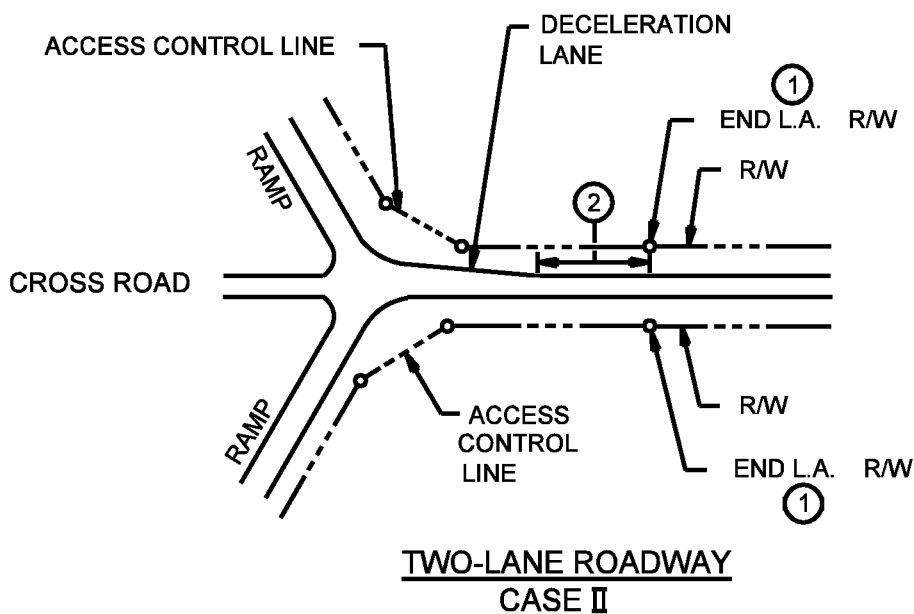 ACCESS CONTROL LINE
DECELERATION
LANE
1
END L.A. R/W
R/W
2
RAMP
CROSS ROAD
RAMP
ACCESS
CONTROL
LINE
R/W
END L.A. R/W
1
TWO-LANE ROADWAY
CASE II